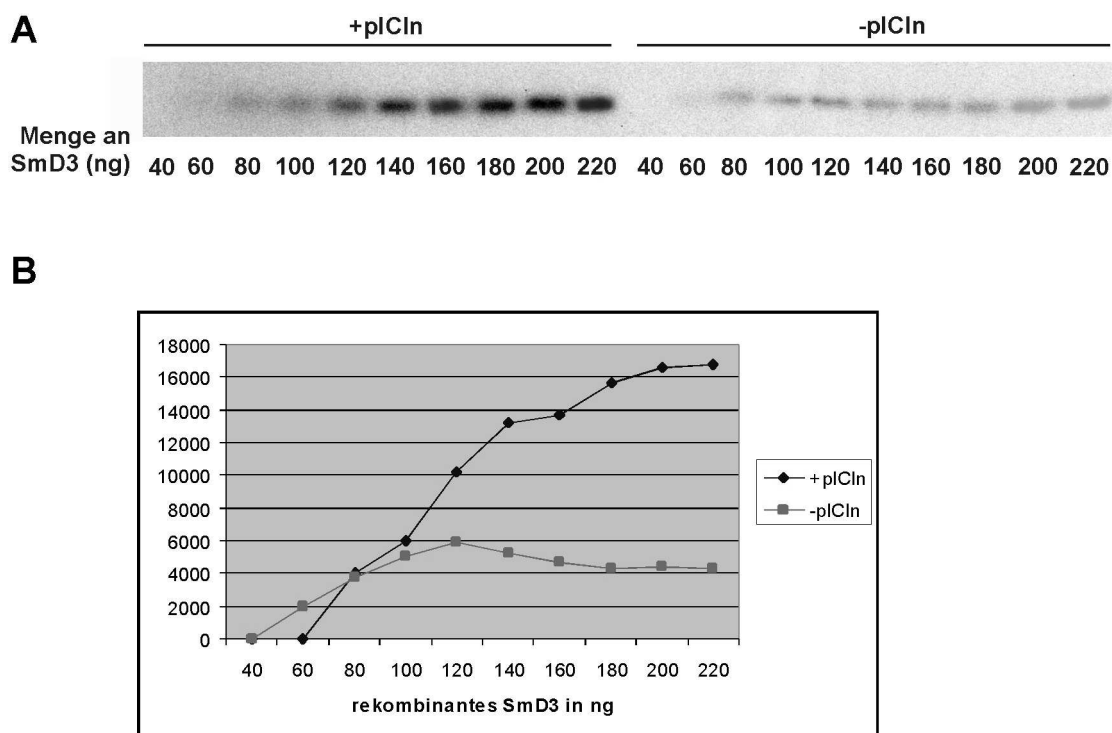 A
+pICln
-pICln
Menge an
SmD3 (ng)
40 60 80 100 120 140 160 180 200 220
40 60 80 100 120 140 160 180 200 220
B
18000
16000
14000
12000
10000
8000
6000
4000
2000
0
40 60 80 100 120 140 160 180 200 220
rekombinantes SmD3 in ng
+pICln
-pICln